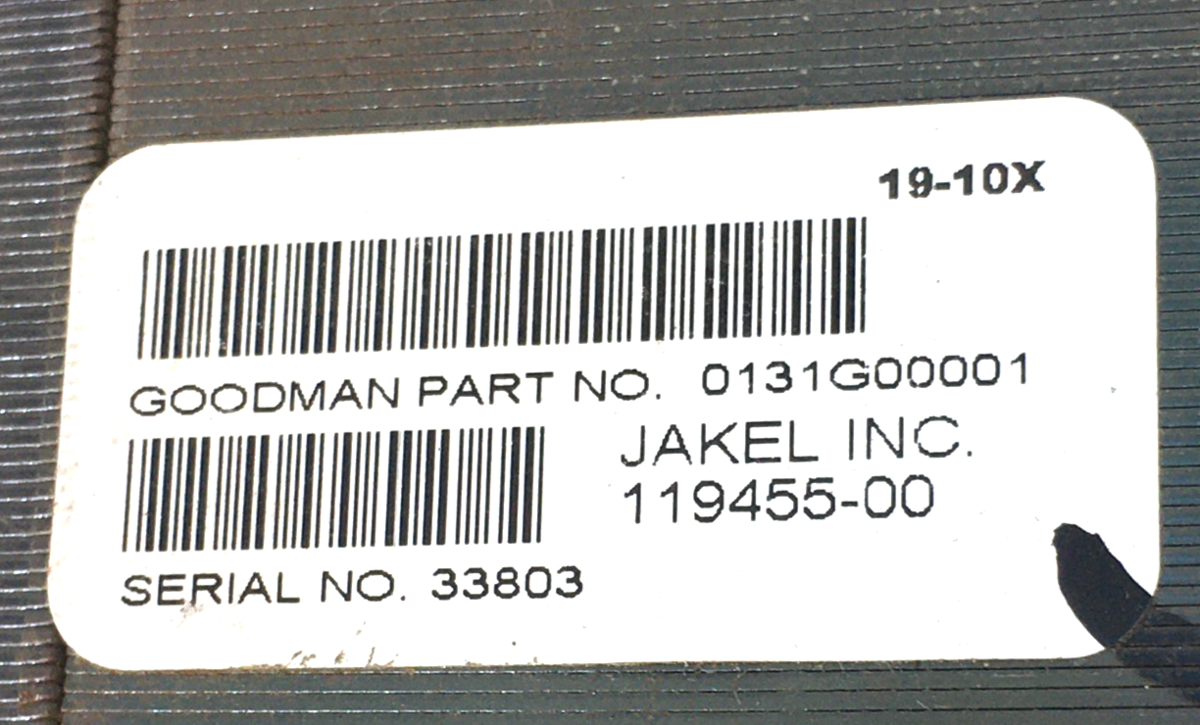 19-10X
GOODMAN PART NO. 0131G00001
JAKEL INC.
119455-00
SERIAL NO. 33803